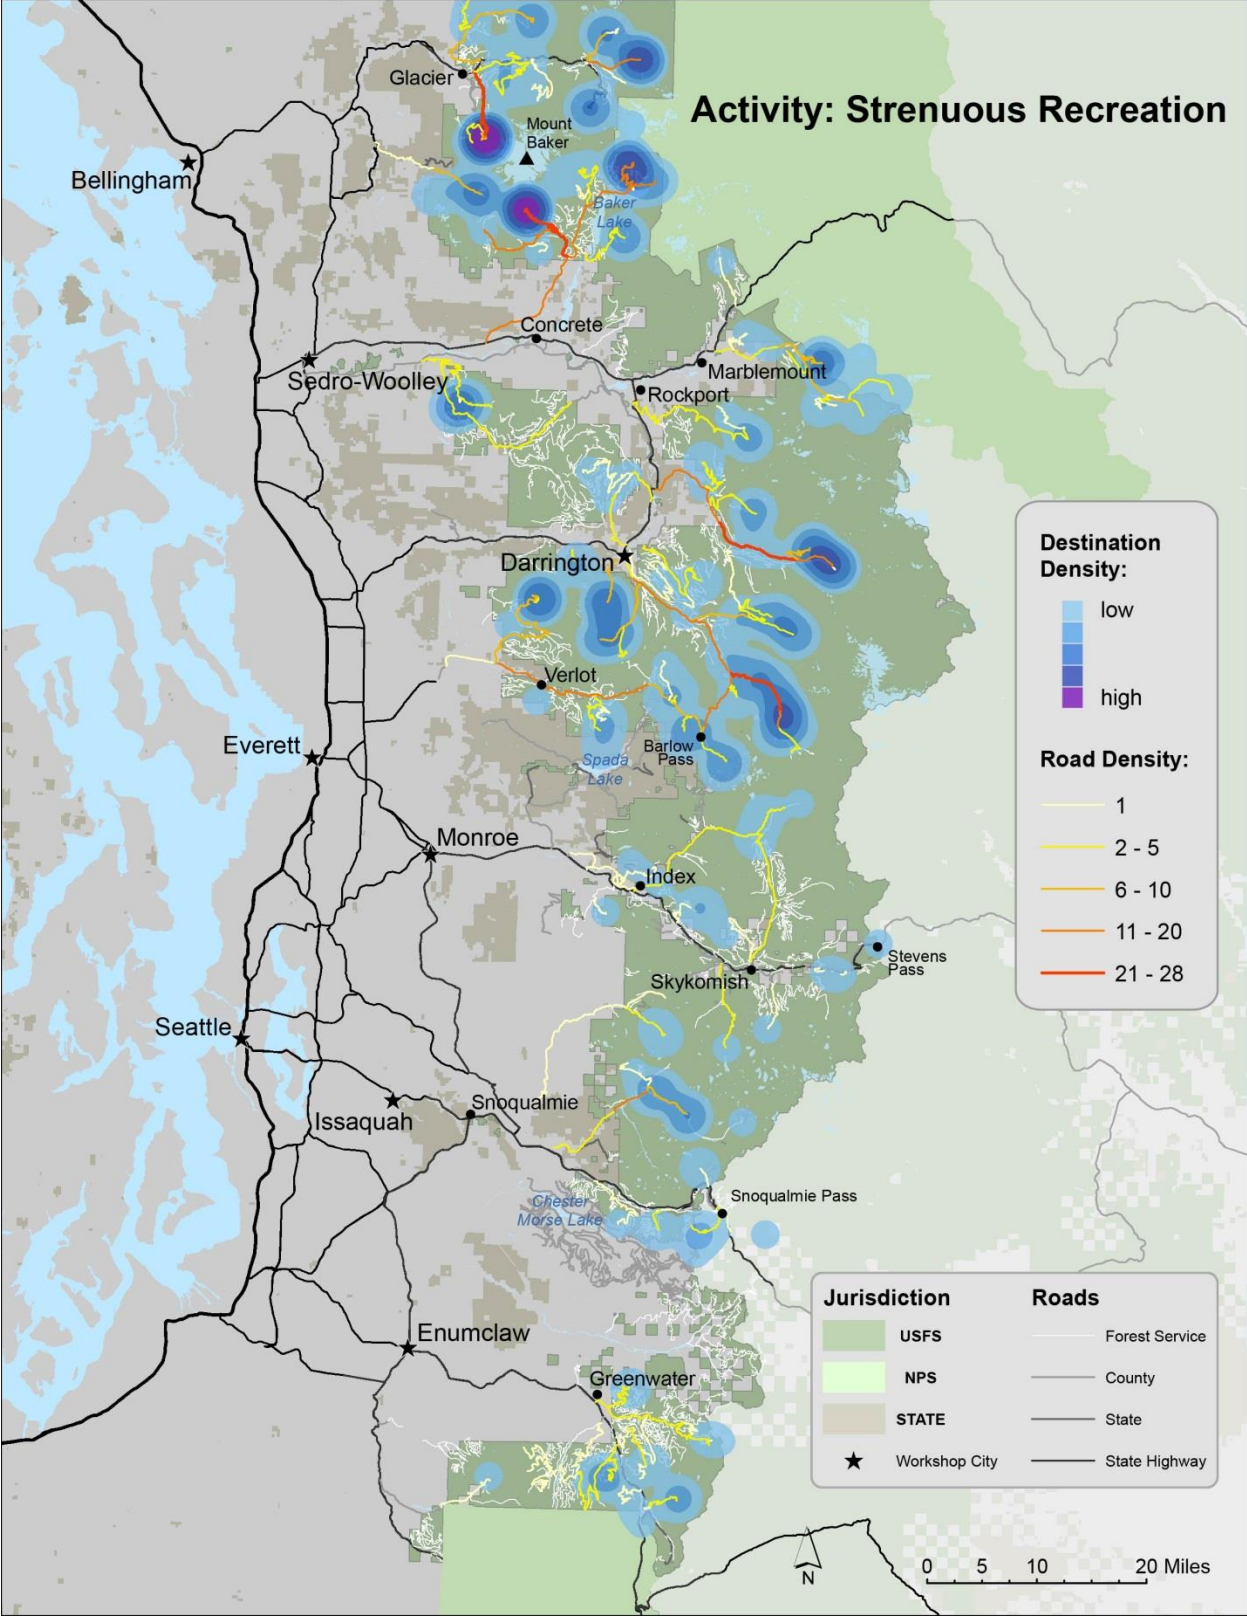 Activity: Strenuous Recreation
Glacier
Mount
Baker
Bellingham
Baker
Lake
Concrete
Sedro-Woolley
Marblemount
Rockport
Darrington
Verlot
Everett
Barlow
Pass
Spada
Lake
Monroe
Index
Stevens
Pass
Skykomish
Seattle
Issaquah
Snoqualmie
Snoqualmie Pass
Chester
Morse Lake
Enumclaw
Greenwater
Destination
Density:
low
high
Road Density:
1
2 - 5
6 - 10
11 - 20
21 - 28
Jurisdiction
USFS
NPS
STATE
Workshop City
Roads
Forest Service
County
State
State Highway
N
0 5 10 20 Miles